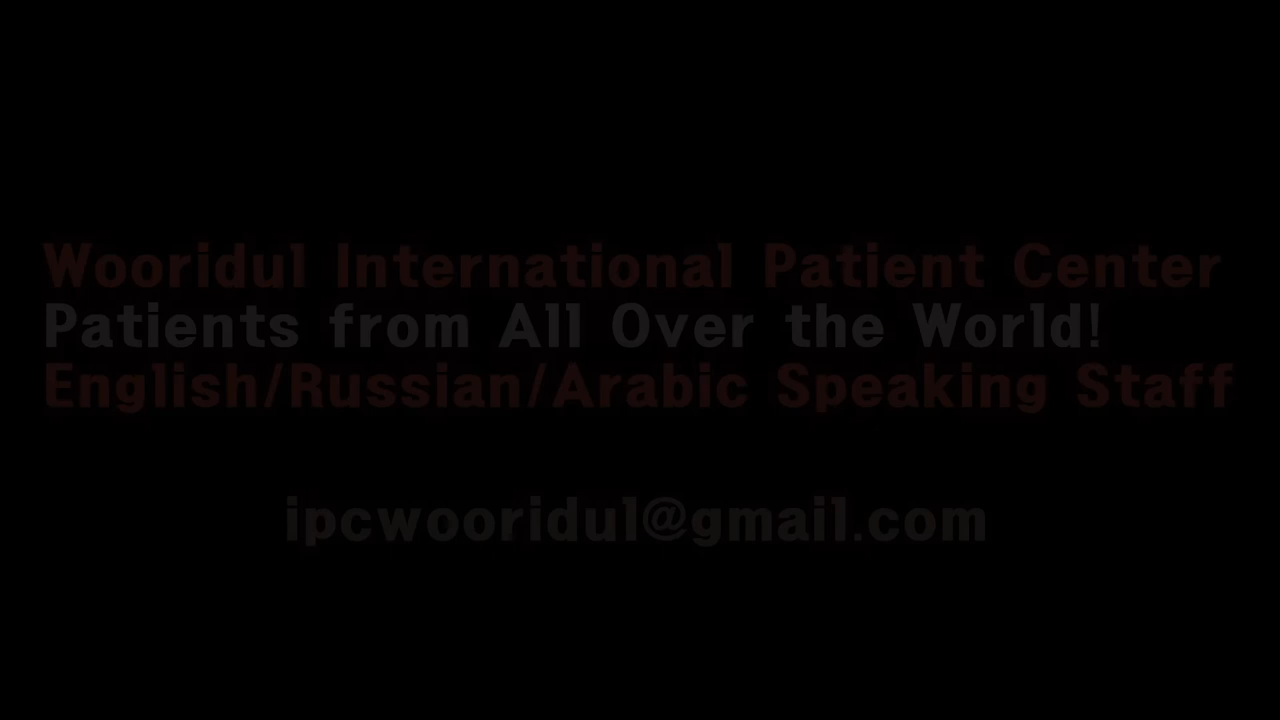 Wooridul International Patient Center
Patients from All Over the World!
English/Russian/Arabic Speaking Staff
ipcwooridul@gmail.com